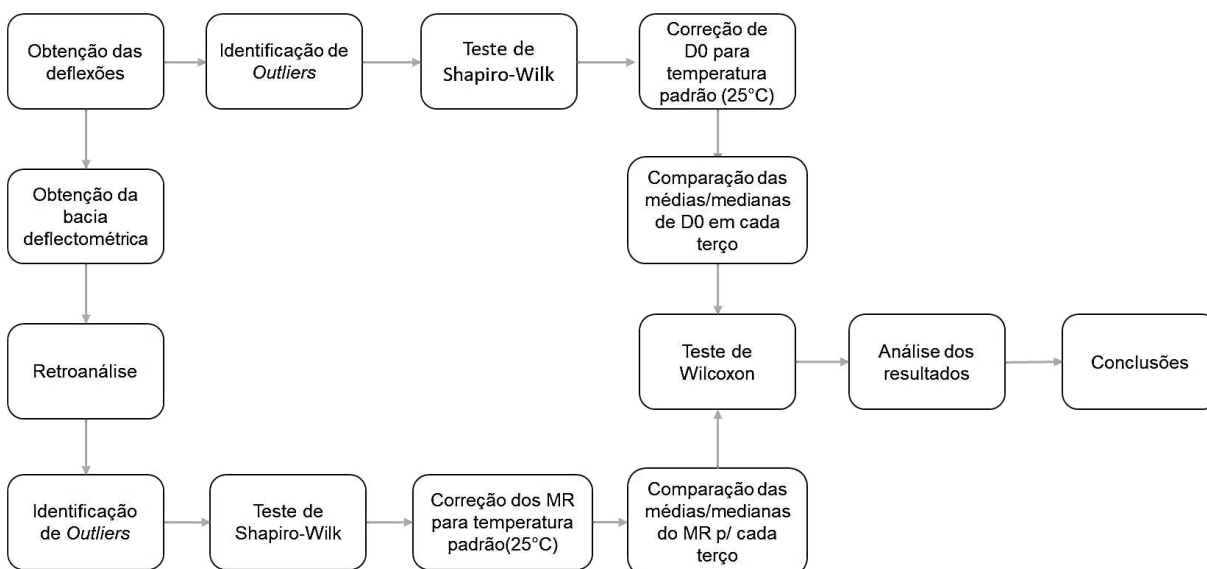 Obtenção das
deflexões
Identificação de
Outliers
Teste de
Shapiro-Wilk
Correção de
D0 para
temperatura
padrão (25°C)
Obtenção da
bacia
deflectométrica
Comparação das
médias/medianas
de D0 em cada
terço
Retroanálise
Teste de
Wilcoxon
Análise dos
resultados
Conclusões
Identificação
de Outliers
Teste de
Shapiro-Wilk
Correção dos MR
para temperatura
padrão(25°C)
Comparação das
médias/medianas
do MR p/ cada
terço